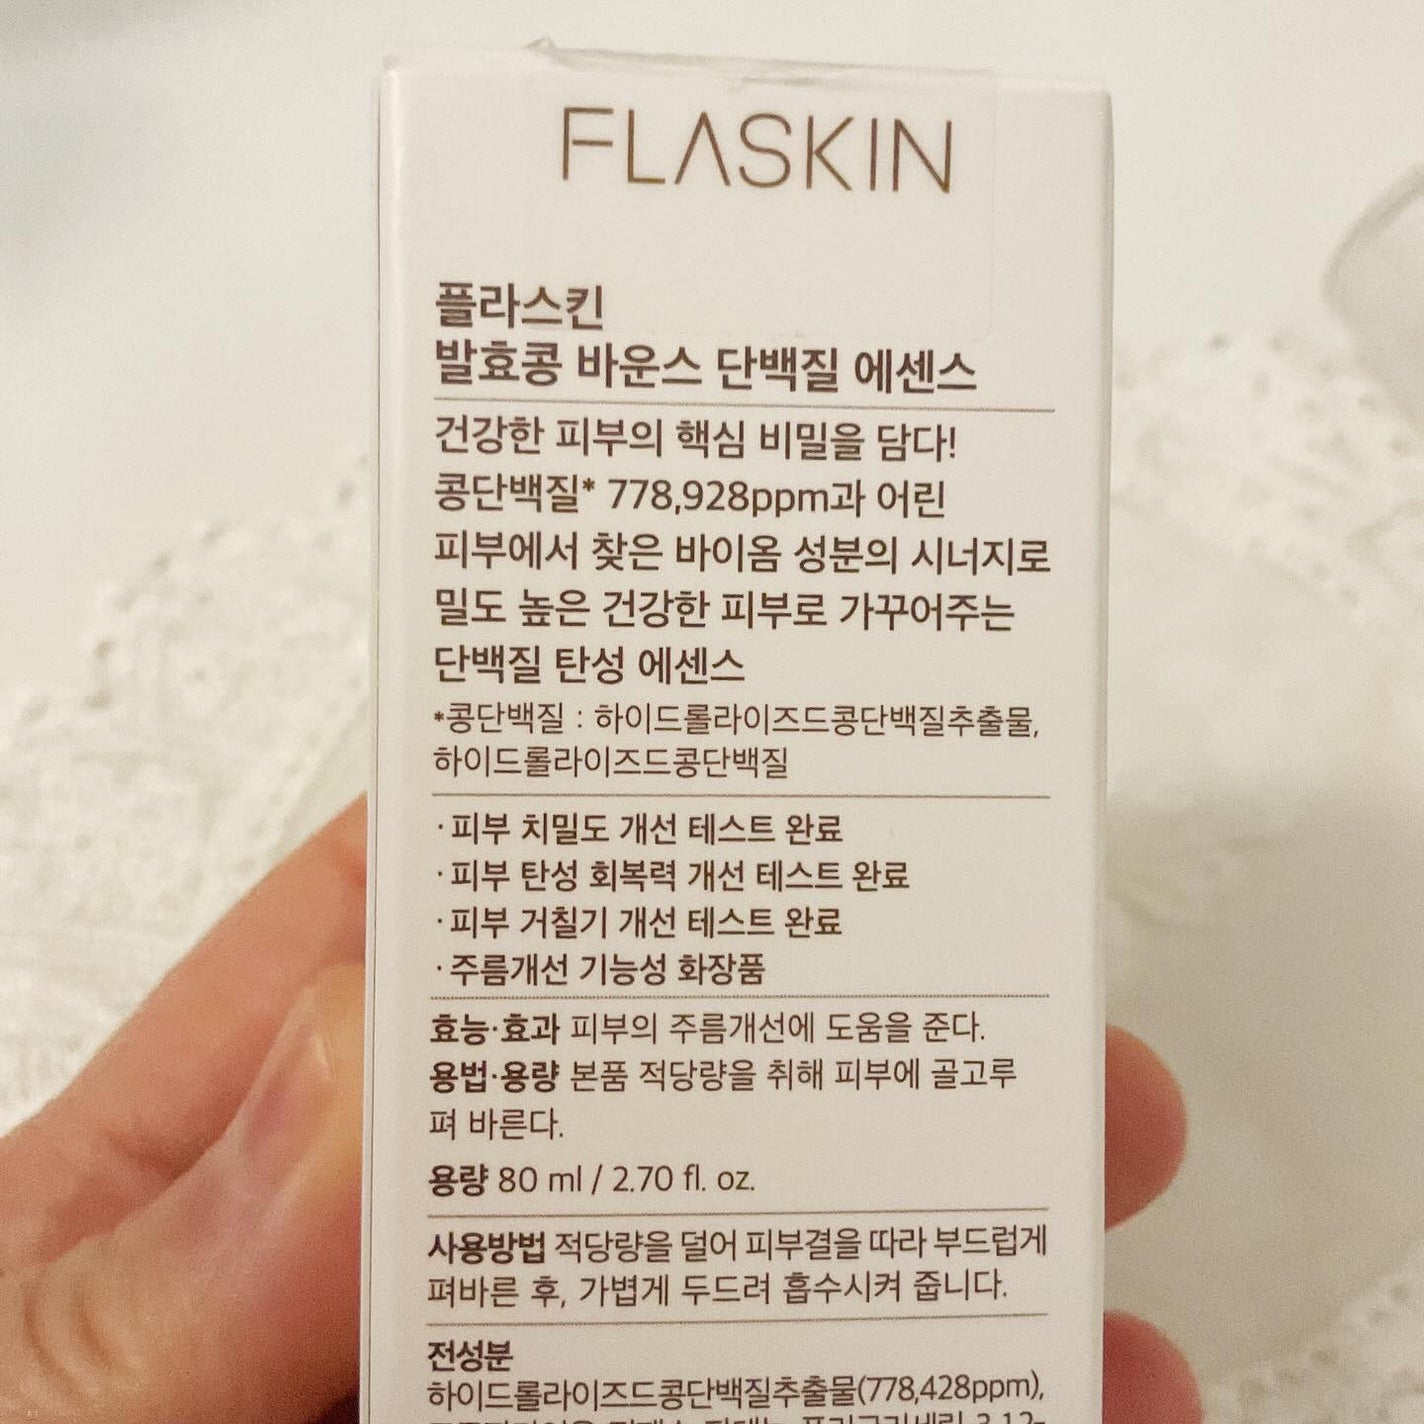 FLASKIN
플라스킨
발효콩 바운스 단백질 에센스
건강한 피부의 핵심 비밀을 담다!
콩단백질* 778,928ppm과 어린
피부에서 찾은 바이옴 성분의 시너지로
밀도 높은 건강한 피부로 가꾸어주는
단백질 탄성 에센스
*콩단백질 : 하이드롤라이즈드콩단백질추출물,
하이드롤라이즈드콩단백질
·피부 치밀도 개선 테스트 완료
·피부 탄성 회복력 개선 테스트 완료
·피부 거칠기 개선 테스트 완료
·주름개선 기능성 화장품
효능·효과 피부의 주름개선에 도움을 준다.
용법·용량 본품 적당량을 취해 피부에 골고루
펴 바른다.
용량 80 ml / 2.70 fl. oz.
사용방법 적당량을 덜어 피부결을 따라 부드럽게
펴바른 후, 가볍게 두드려 흡수시켜 줍니다.
전성분
하이드롤라이즈드콩단백질추출물(778,428ppm),